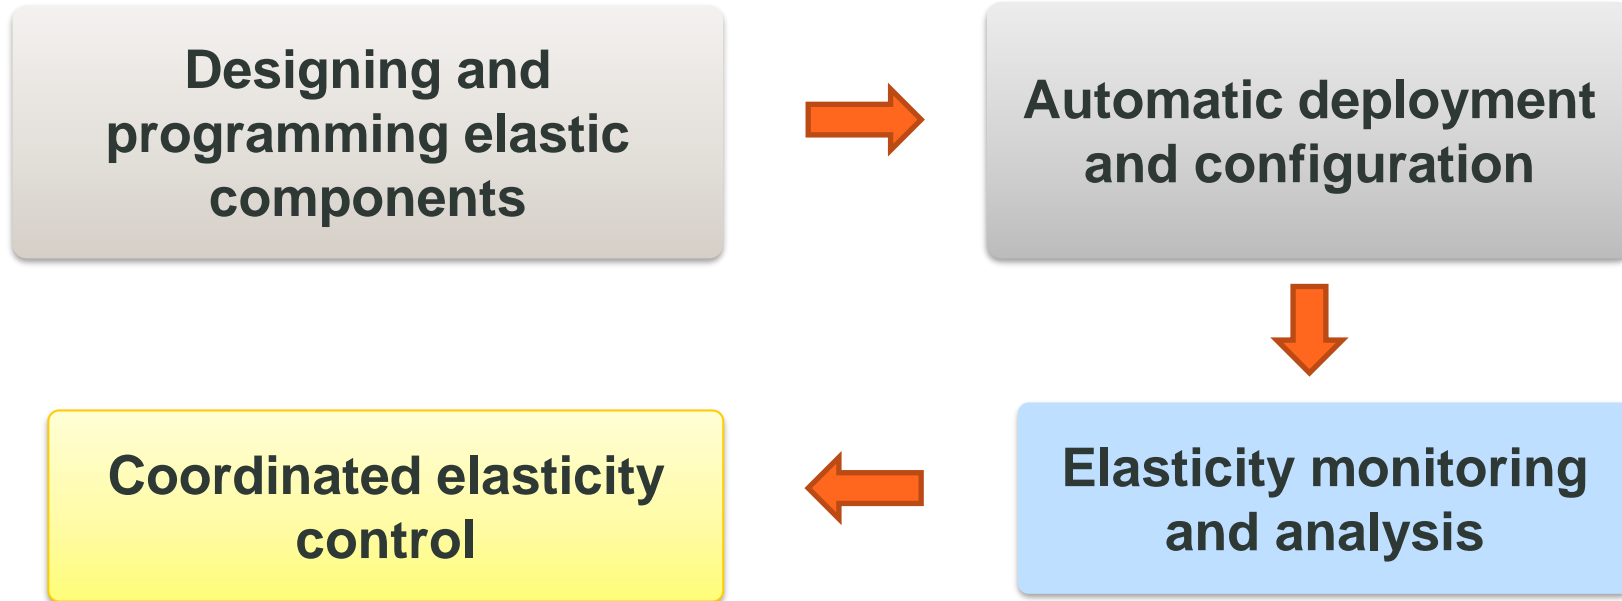 Designing and
programming elastic
components
Automatic deployment
and configuration
Elasticity monitoring
and analysis
Coordinated elasticity
control